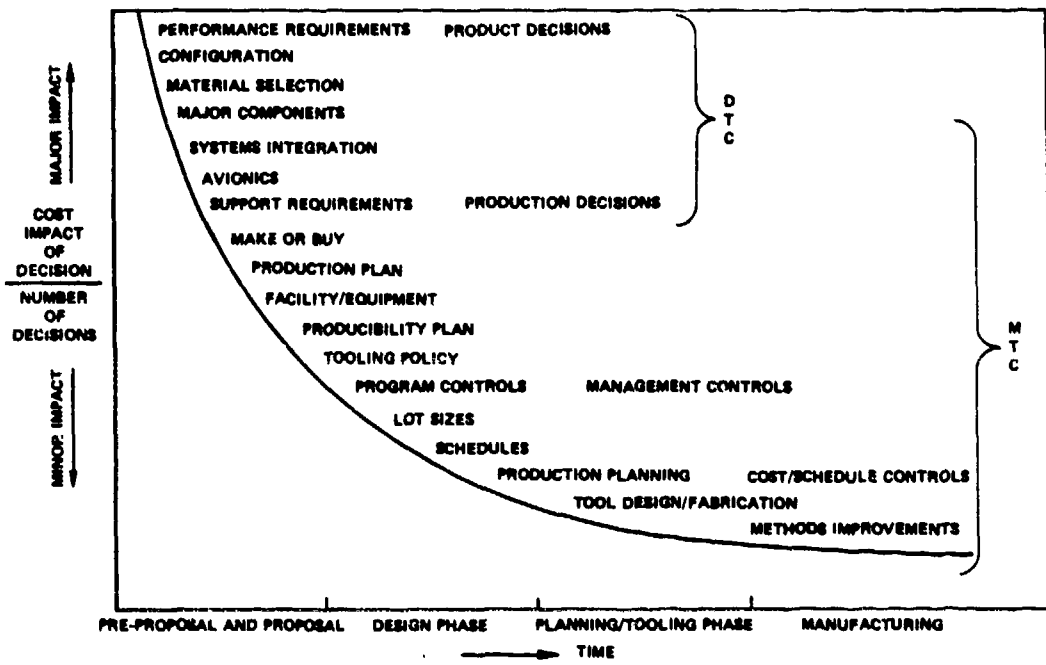 PERFORMANCE REQUIREMENTS PRODUCT DECISIONS
CONFIGURATION
MATERIAL SELECTION
MAJOR COMPONENTS
SYSTEMS INTEGRATION
AVIONICS
SUPPORT REQUIREMENTS PRODUCTION DECISIONS
MAKE OR BUY
PRODUCTION PLAN
FACILITY/EQUIPMENT
PRODUCIBILITY PLAN
TOOLING POLICY
PROGRAM CONTROLS MANAGEMENT CONTROLS
LOT SIZES
SCHEDULES
PRODUCTION PLANNING COST/SCHEDULE CONTROLS
TOOL DESIGN/FABRICATION
METHODS IMPROVEMENTS
D
T
C
M
T
C
MAJOR IMPACT
COST
IMPACT
OF
DECISION
NUMBER
OF
DECISIONS
MINOP. IMPACT
PRE-PROPOSAL AND PROPOSAL DESIGN PHASE PLANNING/TOOLING PHASE MANUFACTURING
TIME